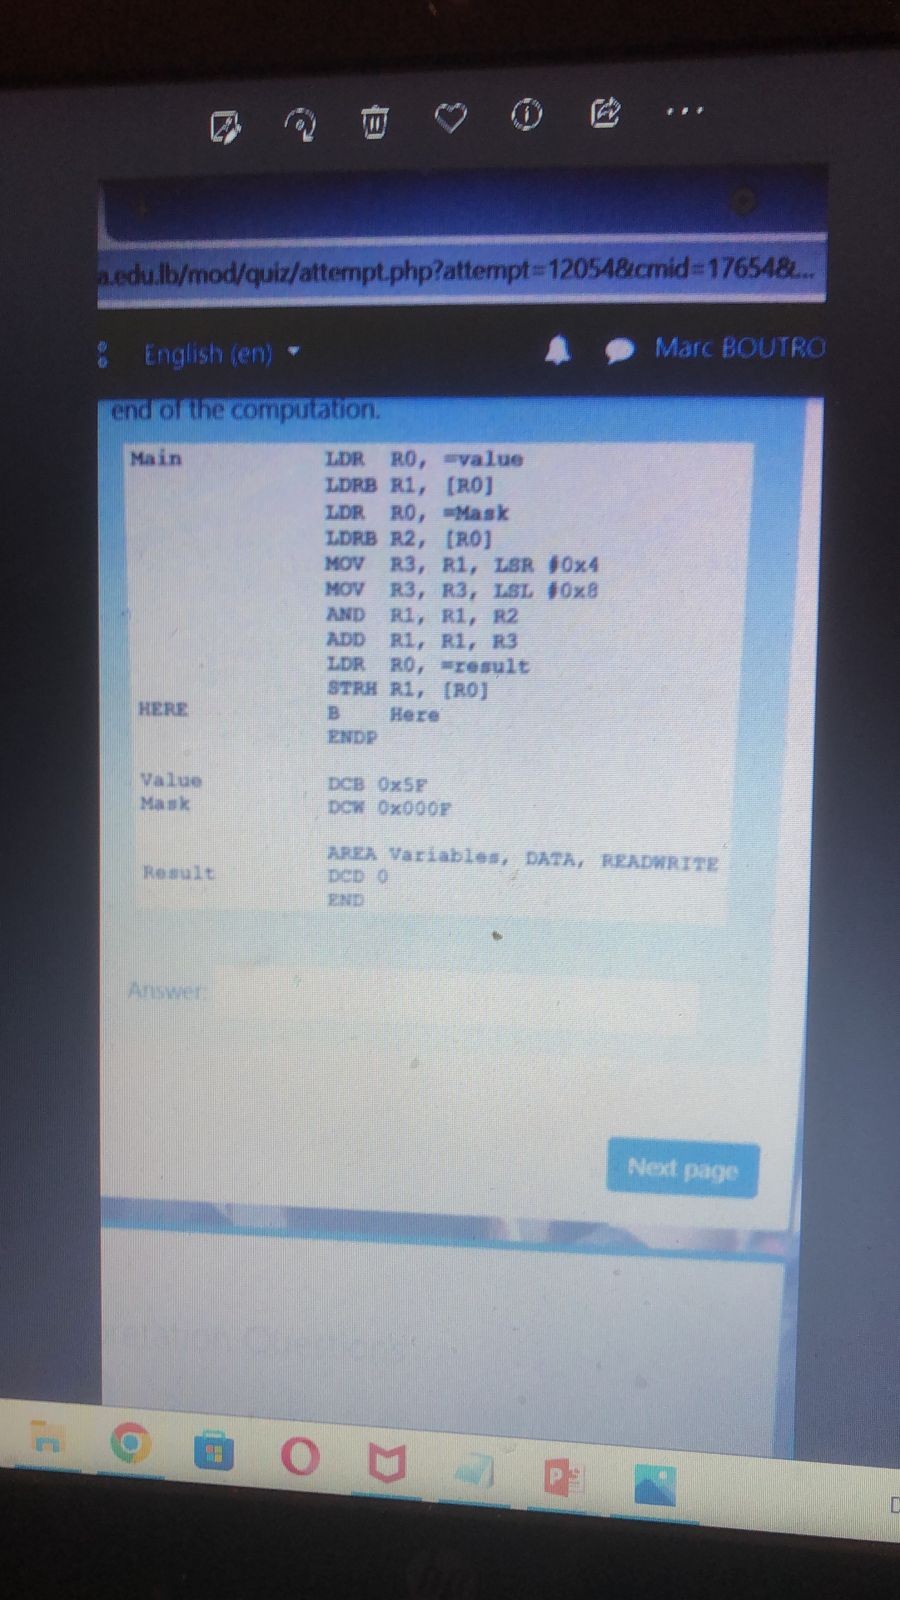 a.edu.lb/mod/quiz/attempt.php?attempt=12054&cmid=17654&...
English (en)
Marc BOUTRO
end of the computation.
Main LDR R0, =value
LDRB R1, [R0]
LDR R0, =Mask
LDRB R2, [R0]
MOV R3, R1, LSR #0x4
MOV R3, R3, LSL #0x8
AND R1, R1, R2
ADD R1, R1, R3
LDR R0, =result
STRH R1, [R0]
HERE B Here
ENDP
Value DCB 0x5F
Mask DCW 0x000F
AREA Variables, DATA, READWRITE
Result DCD 0
END
Answer:
Next page